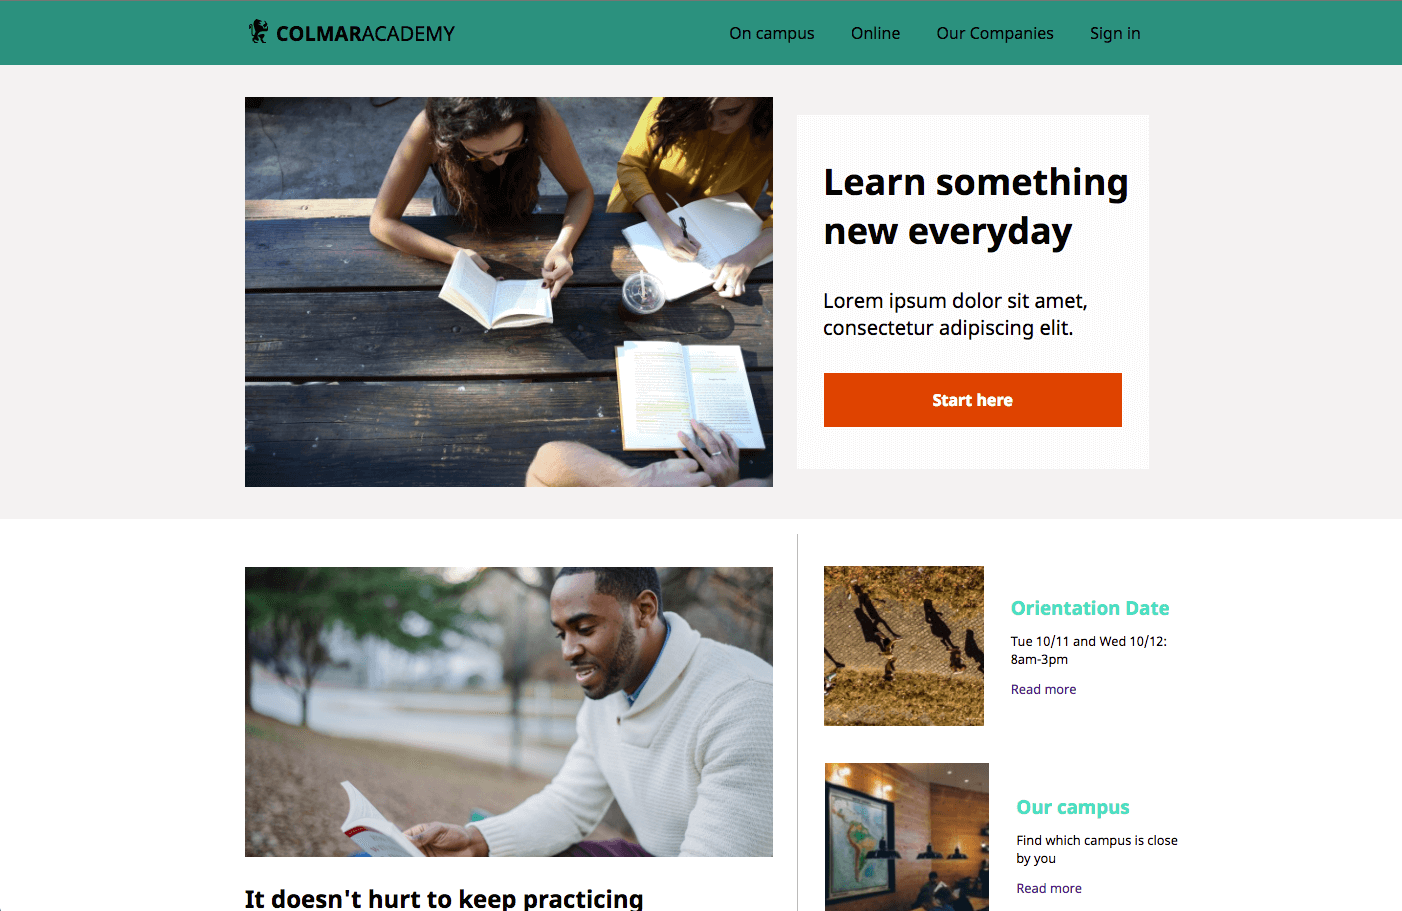 COLMARACADEMY
On campus Online Our Companies Sign in
Learn something
new everyday
Lorem ipsum dolor sit amet,
consectetur adipiscing elit.
Start here
Orientation Date
Tue 10/11 and Wed 10/12:
8am-3pm
Read more
Our campus
Find which campus is close
by you
Read more
It doesn't hurt to keep practicing